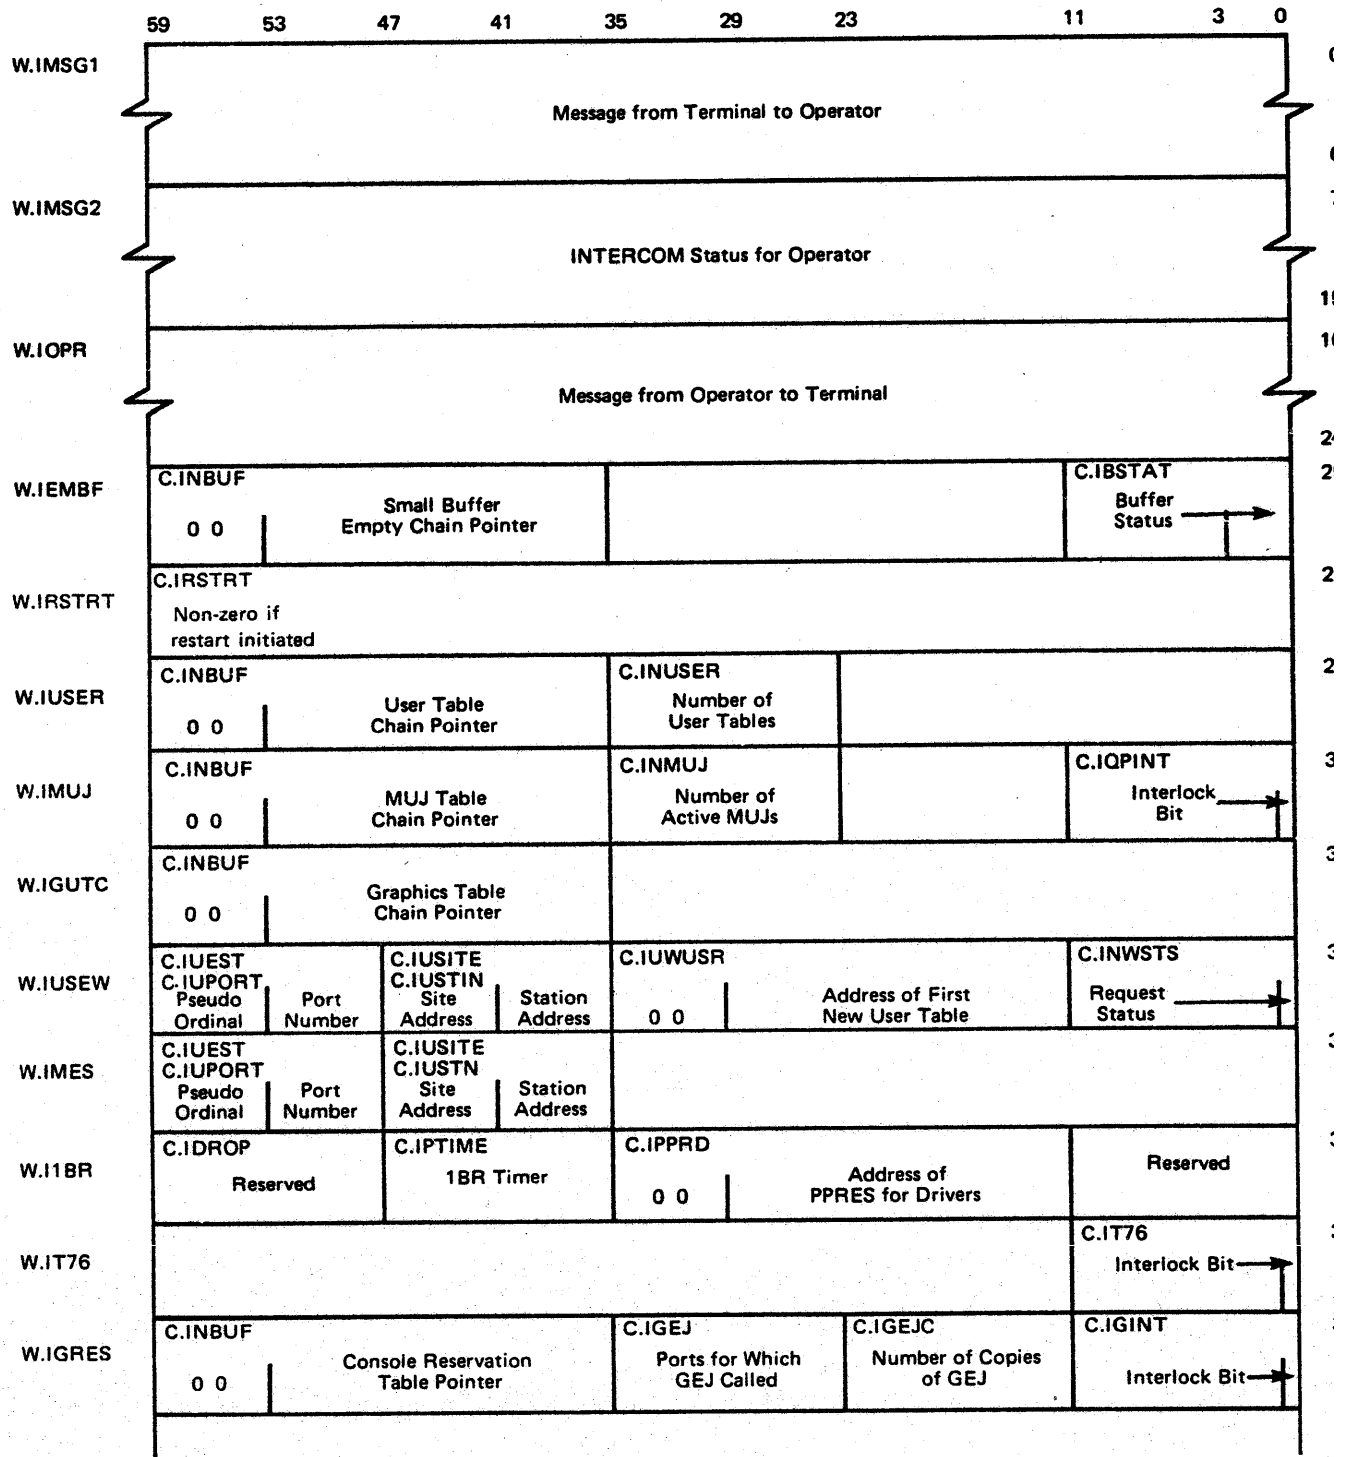 59 53 47 41 35 29 23 11 3 0
W.IMSG1
Message from Terminal to Operator
W.IMSG2
INTERCOM Status for Operator
W.IOPR
Message from Operator to Terminal
W.IEMBF
C.INBUF
0 0
Small Buffer
Empty Chain Pointer
C.IBSTAT
Buffer
Status
W.IRSTRT
C.IRSTRT
Non-zero if
restart initiated
W.IUSER
C.INBUF
0 0
User Table
Chain Pointer
C.INUSER
Number of
User Tables
W.IMUJ
C.INBUF
0 0
MUJ Table
Chain Pointer
C.INMUJ
Number of
Active MUJs
C.IQPINT
Interlock
Bit
W.IGUTC
C.INBUF
0 0
Graphics Table
Chain Pointer
W.IUSEW
C.IUEST
C.IUPORT
Pseudo
Ordinal
Port
Number
C.IUSITE
C.IUSTIN
Site
Address
Station
Address
C.IUWUSR
0 0
Address of First
New User Table
C.INWSTS
Request
Status
W.IMES
C.IUEST
C.IUPORT
Pseudo
Ordinal
Port
Number
C.IUSITE
C.IUSTN
Site
Address
Station
Address
W.I1BR
C.IDROP
Reserved
C.IPTIME
1BR Timer
C.IPPRD
0 0
Address of
PPRES for Drivers
Reserved
W.IT76
C.IT76
Interlock Bit
W.IGRES
C.INBUF
0 0
Console Reservation
Table Pointer
C.IGEJ
Ports for Which
GEJ Called
C.IGEJC
Number of Copies
of GEJ
C.IGINT
Interlock Bit